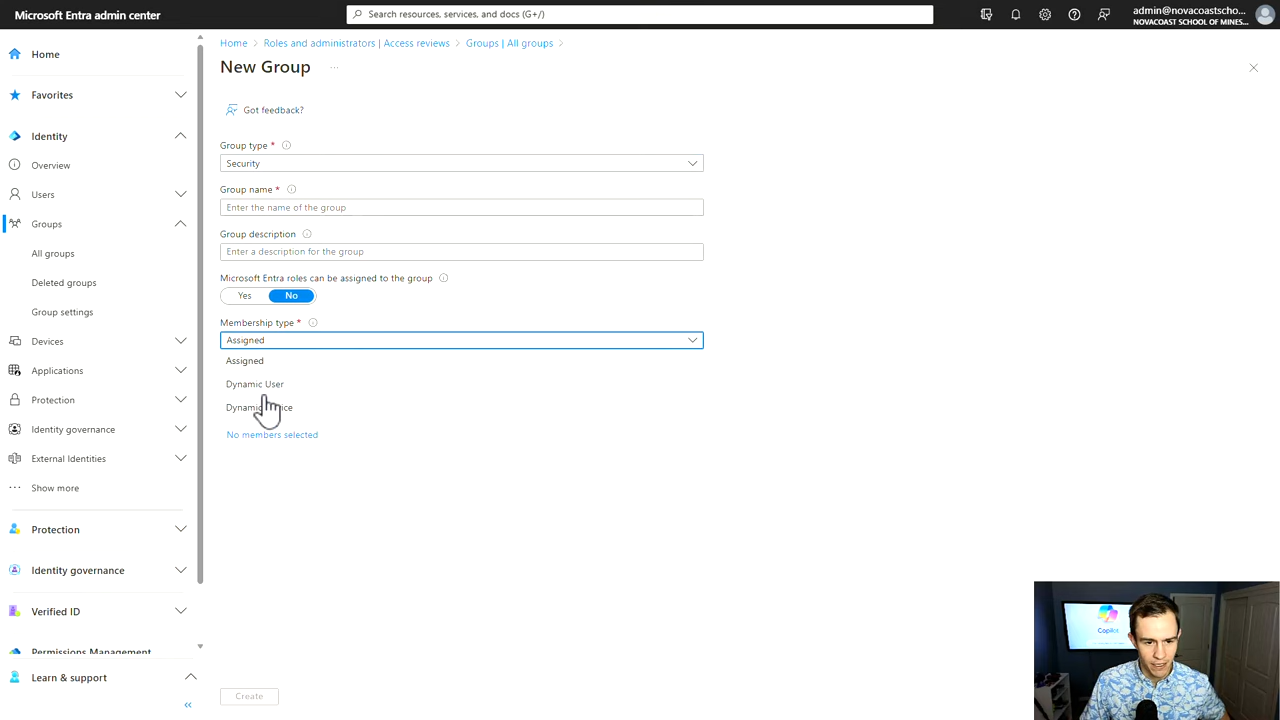 Microsoft Entra admin center
Search resources, services, and docs (G+/)
admin@novacoastscho...
NOVACOAST SCHOOL OF MINES...
Home
Favorites
Identity
Overview
Users
Groups
All groups
Deleted groups
Group settings
Devices
Applications
Protection
Identity governance
External Identities
Show more
Protection
Identity governance
Verified ID
Permissions Management
Learn & support
Home > Roles and administrators | Access reviews > Groups | All groups >
New Group
Got feedback?
Group type *
Security
Group name *
Enter the name of the group
Group description
Enter a description for the group
Microsoft Entra roles can be assigned to the group
Yes No
Membership type *
Assigned
Assigned
Dynamic User
Dynamic
No members selected
Create
Copilot